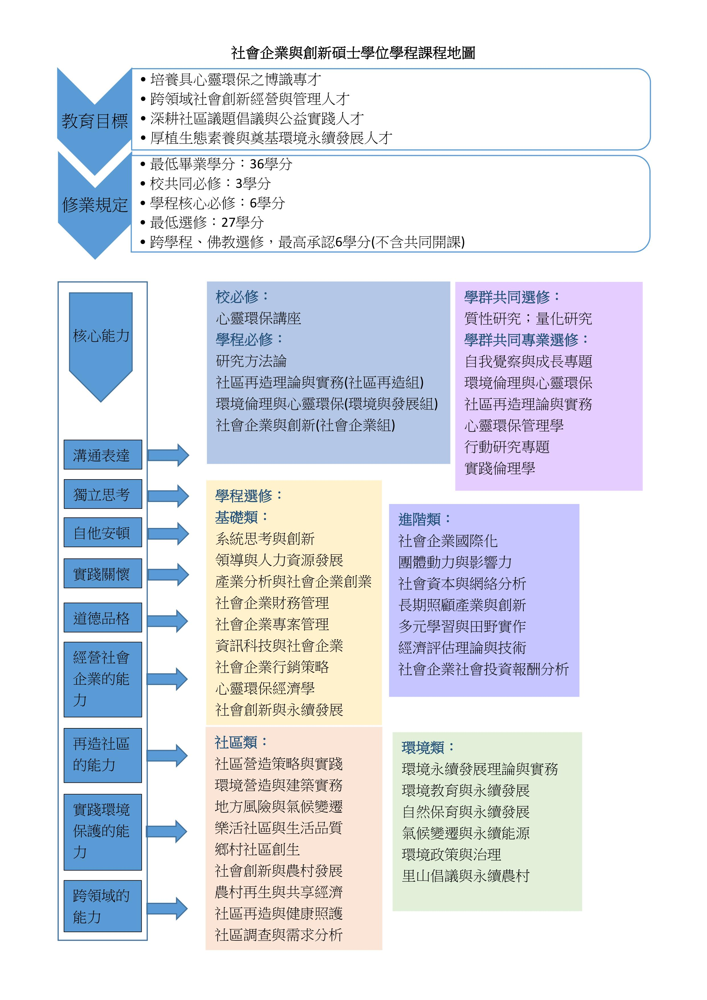 社會企業與創新碩士學位學程課程地圖
教育目標
• 培養具心靈環保之博識專才
• 跨領域社會創新經營與管理人才
• 深耕社區議題倡議與公益實踐人才
• 厚植生態素養與奠基環境永續發展人才
修業規定
• 最低畢業學分：36學分
• 校共同必修：3學分
• 學程核心必修：6學分
• 最低選修：27學分
• 跨學程、佛教選修，最高承認6學分(不含共同開課)
核心能力
溝通表達
獨立思考
自他安頓
實踐關懷
道德品格
經營社會
企業的能
力
再造社區
的能力
實踐環境
保護的能
力
跨領域的
能力
校必修：
心靈環保講座
學程必修：
研究方法論
社區再造理論與實務(社區再造組)
環境倫理與心靈環保(環境與發展組)
社會企業與創新(社會企業組)
學群共同選修：
質性研究；量化研究
學群共同專業選修：
自我覺察與成長專題
環境倫理與心靈環保
社區再造理論與實務
心靈環保管理學
行動研究專題
實踐倫理學
學程選修：
基礎類：
系統思考與創新
領導與人力資源發展
產業分析與社會企業創業
社會企業財務管理
社會企業專案管理
資訊科技與社會企業
社會企業行銷策略
心靈環保經濟學
社會創新與永續發展
進階類：
社會企業國際化
團體動力與影響力
社會資本與網絡分析
長期照顧產業與創新
多元學習與田野實作
經濟評估理論與技術
社會企業社會投資報酬分析
社區類：
社區營造策略與實踐
環境營造與建築實務
地方風險與氣候變遷
樂活社區與生活品質
鄉村社區創生
社會創新與農村發展
農村再生與共享經濟
社區再造與健康照護
社區調查與需求分析
環境類：
環境永續發展理論與實務
環境教育與永續發展
自然保育與永續發展
氣候變遷與永續能源
環境政策與治理
里山倡議與永續農村